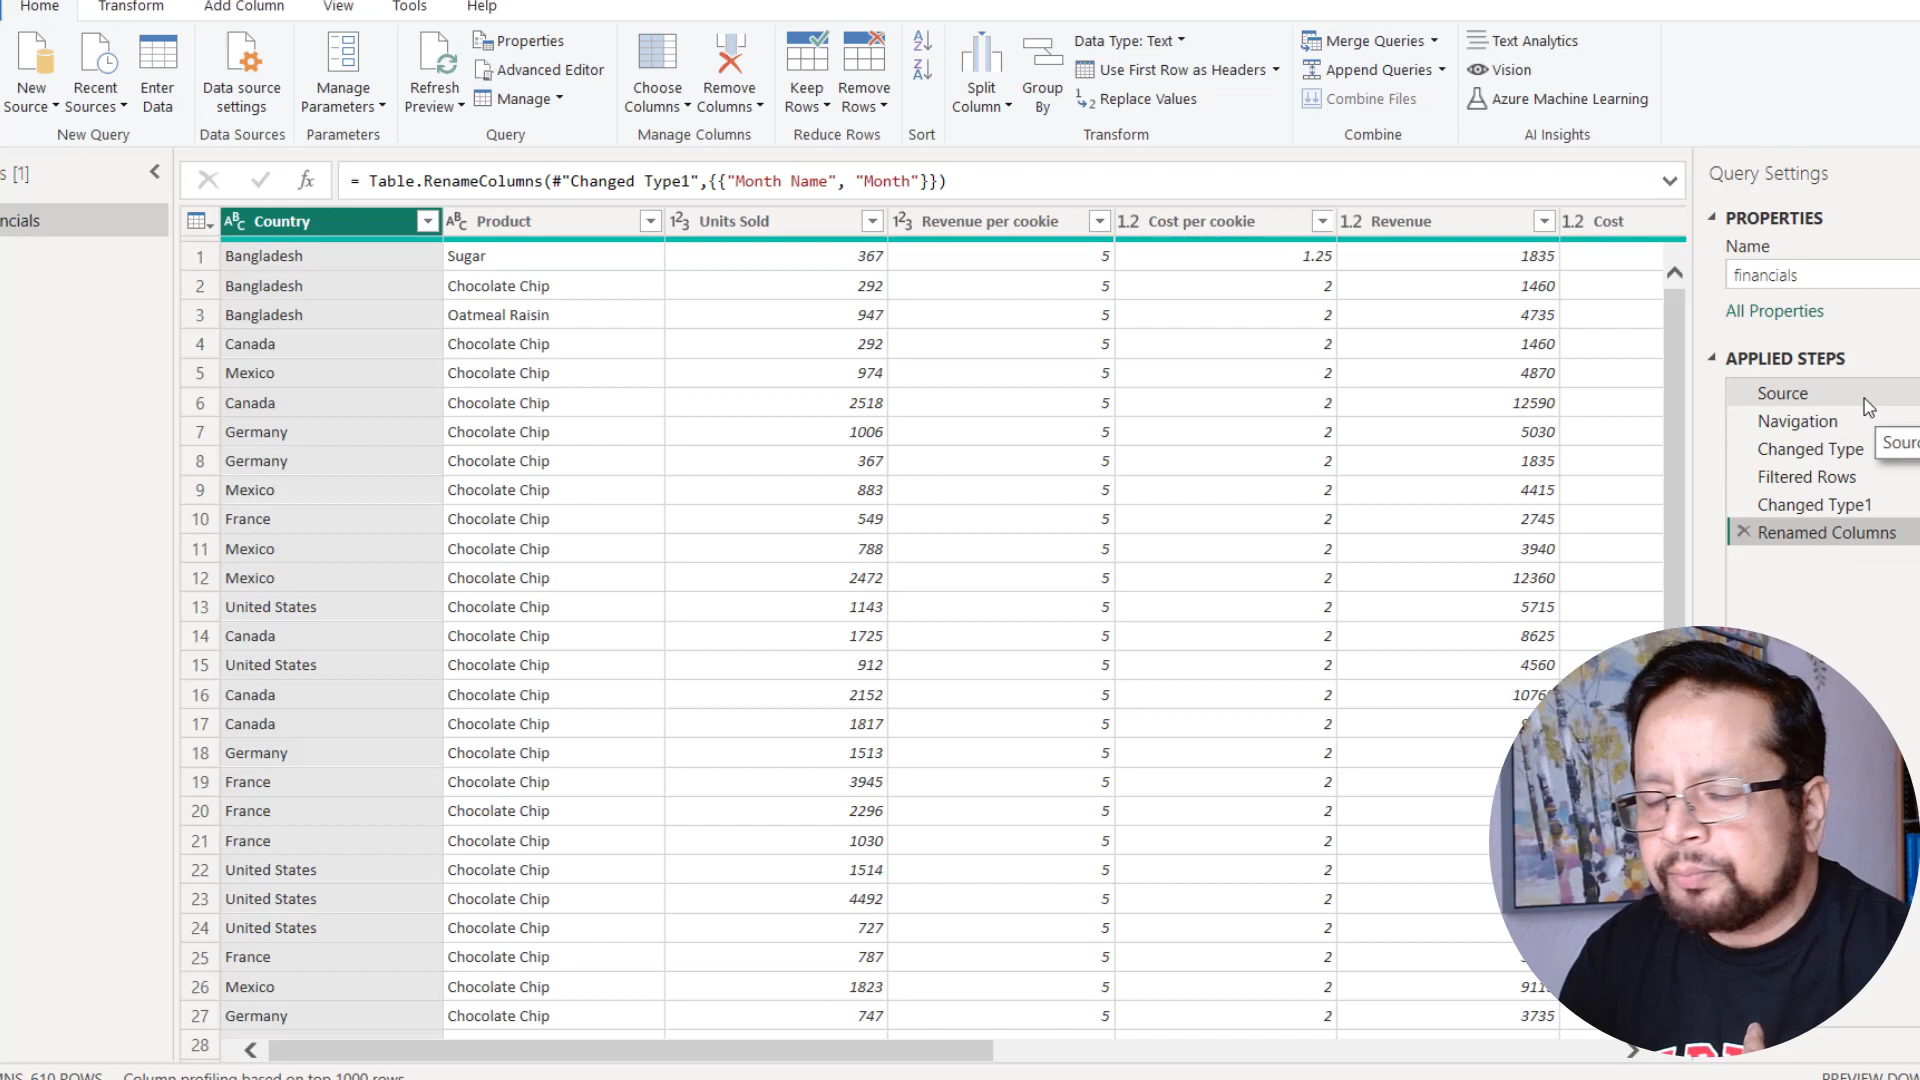 Home Transform Add Column View Tools Help
New Source
Recent Sources
Enter Data
New Query
Data source settings
Data Sources
Manage Parameters
Parameters
Refresh Preview
Properties
Advanced Editor
Manage
Query
Choose Columns
Remove Columns
Manage Columns
Keep Rows
Remove Rows
Reduce Rows
Sort
Split Column
Group By
Data Type: Text
Use First Row as Headers
Replace Values
Transform
Merge Queries
Append Queries
Combine Files
Combine
Text Analytics
Vision
Azure Machine Learning
AI Insights
s [1]
ncials
fx = Table.RenameColumns(#"Changed Type1",{{"Month Name", "Month"}})
Country Product Units Sold Revenue per cookie Cost per cookie Revenue Cost
1 Bangladesh Sugar 367 5 1.25 1835
2 Bangladesh Chocolate Chip 292 5 2 1460
3 Bangladesh Oatmeal Raisin 947 5 2 4735
4 Canada Chocolate Chip 292 5 2 1460
5 Mexico Chocolate Chip 974 5 2 4870
6 Canada Chocolate Chip 2518 5 2 12590
7 Germany Chocolate Chip 1006 5 2 5030
8 Germany Chocolate Chip 367 5 2 1835
9 Mexico Chocolate Chip 883 5 2 4415
10 France Chocolate Chip 549 5 2 2745
11 Mexico Chocolate Chip 788 5 2 3940
12 Mexico Chocolate Chip 2472 5 2 12360
13 United States Chocolate Chip 1143 5 2 5715
14 Canada Chocolate Chip 1725 5 2 8625
15 United States Chocolate Chip 912 5 2 4560
16 Canada Chocolate Chip 2152 5 2 1076
17 Canada Chocolate Chip 1817 5 2
18 Germany Chocolate Chip 1513 5 2
19 France Chocolate Chip 3945 5 2
20 France Chocolate Chip 2296 5 2
21 France Chocolate Chip 1030 5 2
22 United States Chocolate Chip 1514 5 2
23 United States Chocolate Chip 4492 5 2
24 United States Chocolate Chip 727 5 2
25 France Chocolate Chip 787 5 2
26 Mexico Chocolate Chip 1823 5 2 911
27 Germany Chocolate Chip 747 5 2 3735
28
Query Settings
PROPERTIES
Name
financials
All Properties
APPLIED STEPS
Source
Navigation
Changed Type
Sourc
Filtered Rows
Changed Type1
Renamed Columns
MNS, 610 ROWS Column profiling based on top 1000 rows
PREVIEW DOW